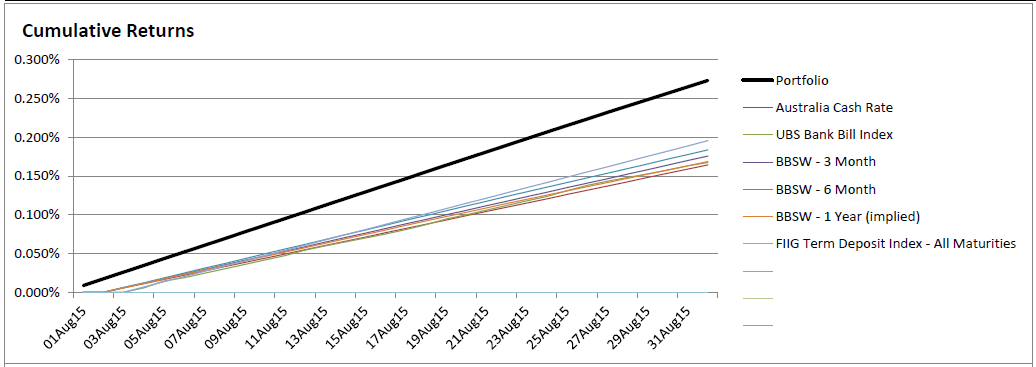 Cumulative Returns
0.300%
0.250%
0.200%
0.150%
0.100%
0.050%
0.000%
01Aug15
03Aug15
05Aug15
07Aug15
09Aug15
11Aug15
13Aug15
15Aug15
17Aug15
19Aug15
21Aug15
23Aug15
25Aug15
27Aug15
29Aug15
31Aug15
Portfolio
Australia Cash Rate
UBS Bank Bill Index
BBSW - 3 Month
BBSW - 6 Month
BBSW - 1 Year (implied)
FIIG Term Deposit Index - All Maturities